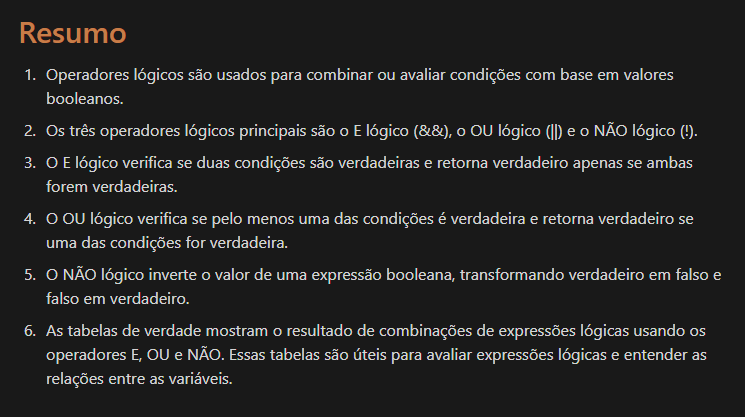 Resumo
1. Operadores lógicos são usados para combinar ou avaliar condições com base em valores
booleanos.
2. Os três operadores lógicos principais são o E lógico (&&), o OU lógico (||) e o NÃO lógico (!).
3. O E lógico verifica se duas condições são verdadeiras e retorna verdadeiro apenas se ambas
forem verdadeiras.
4. O OU lógico verifica se pelo menos uma das condições é verdadeira e retorna verdadeiro se
uma das condições for verdadeira.
5. O NÃO lógico inverte o valor de uma expressão booleana, transformando verdadeiro em falso e
falso em verdadeiro.
6. As tabelas de verdade mostram o resultado de combinações de expressões lógicas usando os
operadores E, OU e NÃO. Essas tabelas são úteis para avaliar expressões lógicas e entender as
relações entre as variáveis.